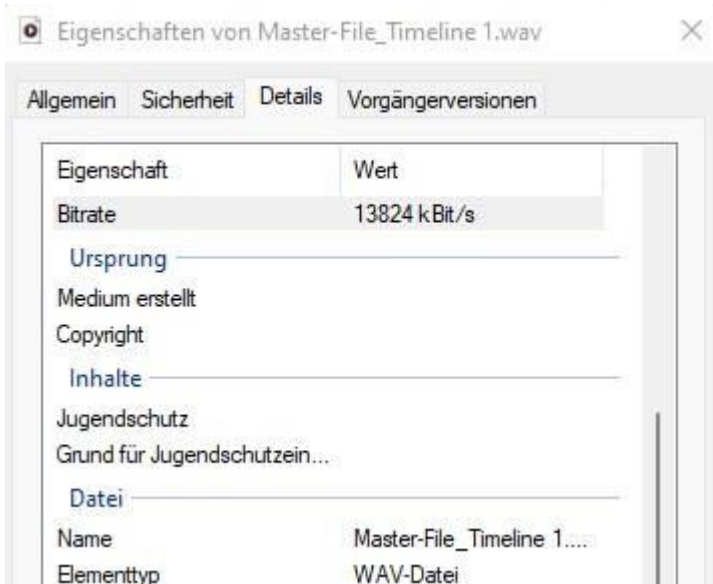 Eigenschaften von Master-File_Timeline 1.wav
Allgemein Sicherheit Details Vorgängerversionen
Eigenschaft Wert
Bitrate 13824 kBit/s
Ursprung
Medium erstellt
Copyright
Inhalte
Jugendschutz
Grund für Jugendschutzein...
Datei
Name Master-File_Timeline 1....
Elementtyp WAV-Datei